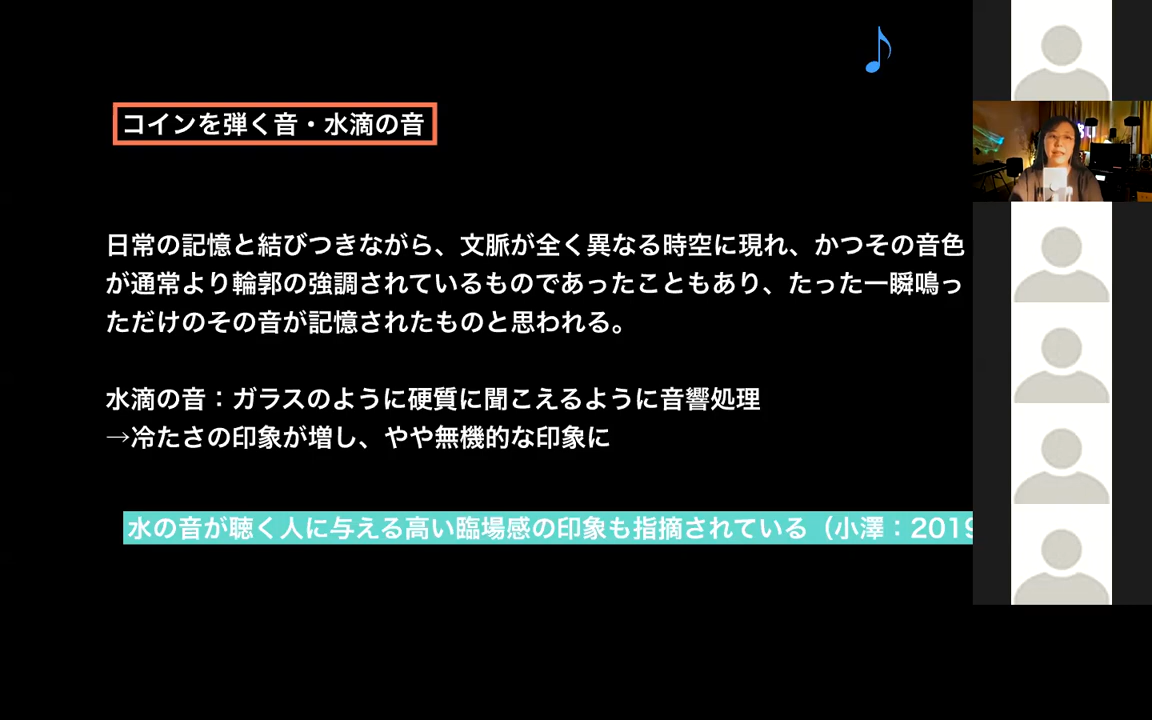 コインを弾く音・水滴の音
日常の記憶と結びつきながら、文脈が全く異なる時空に現れ、かつその音色
が通常より輪郭の強調されているものであったこともあり、たった一瞬鳴っ
ただけのその音が記憶されたものと思われる。
水滴の音：ガラスのように硬質に聞こえるように音響処理
→冷たさの印象が増し、やや無機的な印象に
水の音が聴く人に与える高い臨場感の印象も指摘されている（小澤：2019